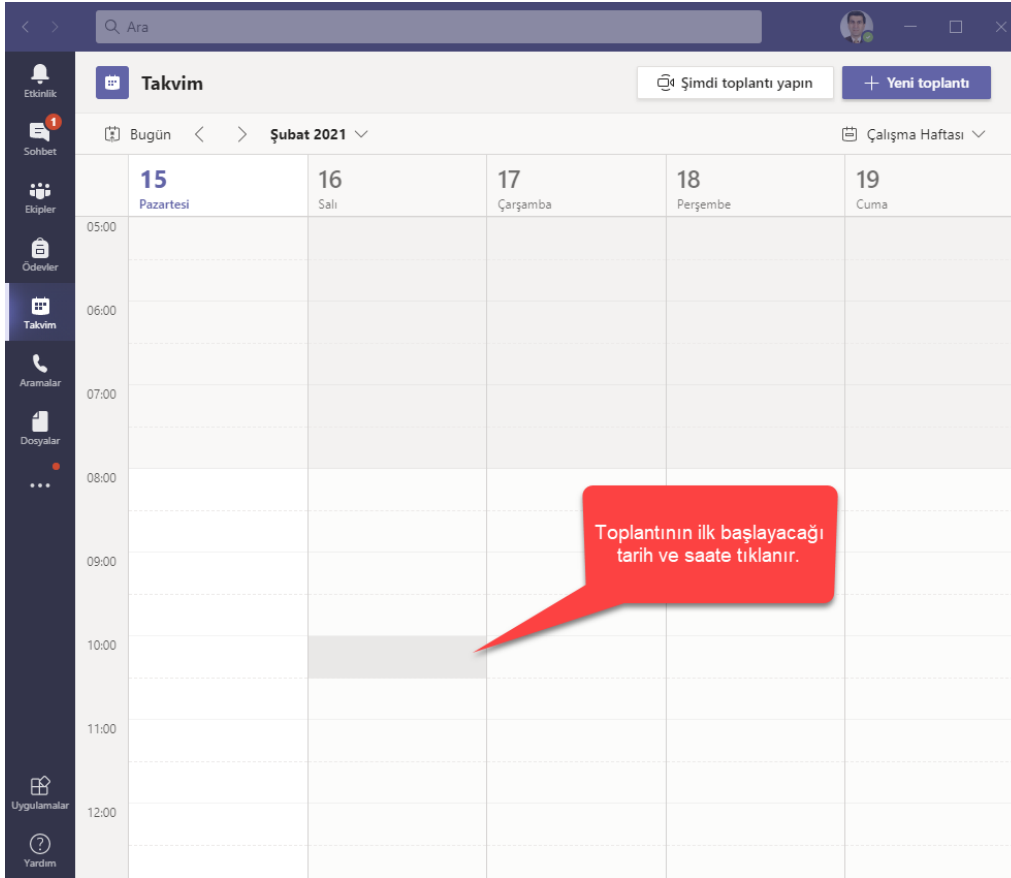 Ara
Etkinlik
1
Sohbet
Ekipler
Ödevler
Takvim
Aramalar
Dosyalar
Uygulamalar
Yardım
Takvim
Şimdi toplantı yapın
+ Yeni toplantı
Bugün
Şubat 2021
Çalışma Haftası
15
Pazartesi
16
Salı
17
Çarşamba
18
Perşembe
19
Cuma
05:00
06:00
07:00
08:00
09:00
10:00
11:00
12:00
Toplantının ilk başlayacağı
tarih ve saate tıklanır.